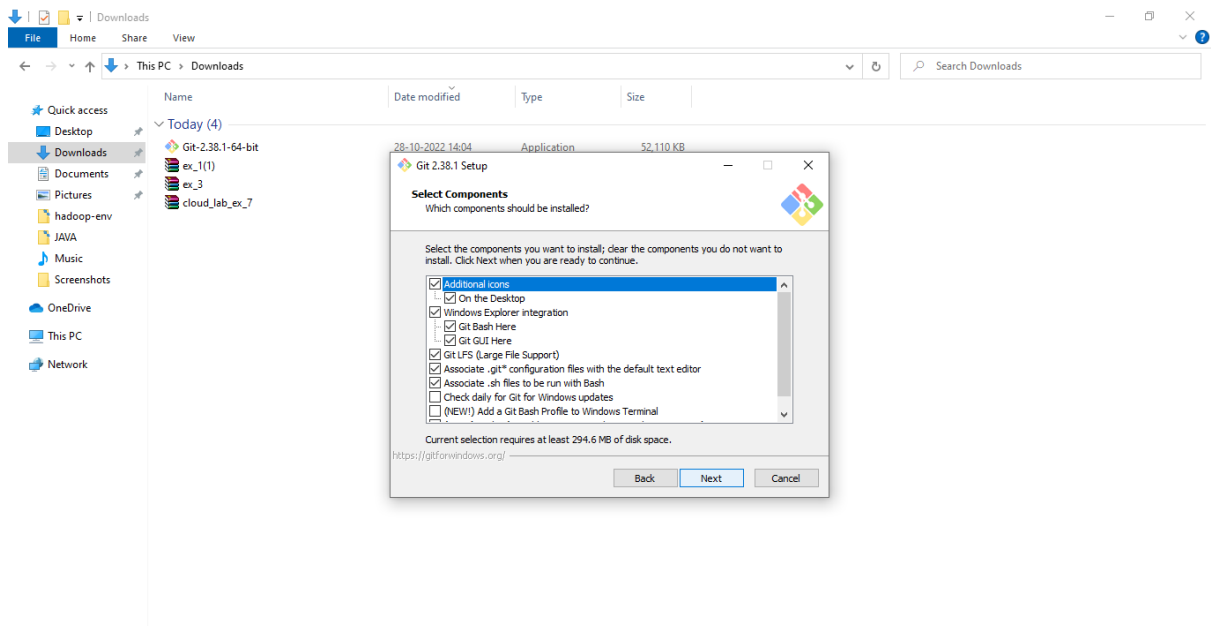 Downloads
File Home Share View
This PC > Downloads
Search Downloads
Quick access
Desktop
Downloads
Documents
Pictures
hadoop-env
JAVA
Music
Screenshots
OneDrive
This PC
Network
Name Date modified Type Size
Today (4)
Git-2.38.1-64-bit 28-10-2022 14:04 Application 52,110 KB
ex_1(1)
ex_3
cloud_lab_ex_7
Git 2.38.1 Setup
Select Components
Which components should be installed?
Select the components you want to install; clear the components you do not want to
install. Click Next when you are ready to continue.
Additional icons
On the Desktop
Windows Explorer integration
Git Bash Here
Git GUI Here
Git LFS (Large File Support)
Associate .git* configuration files with the default text editor
Associate .sh files to be run with Bash
Check daily for Git for Windows updates
(NEW!) Add a Git Bash Profile to Windows Terminal
Current selection requires at least 294.6 MB of disk space.
https://gitforwindows.org/
Back Next Cancel